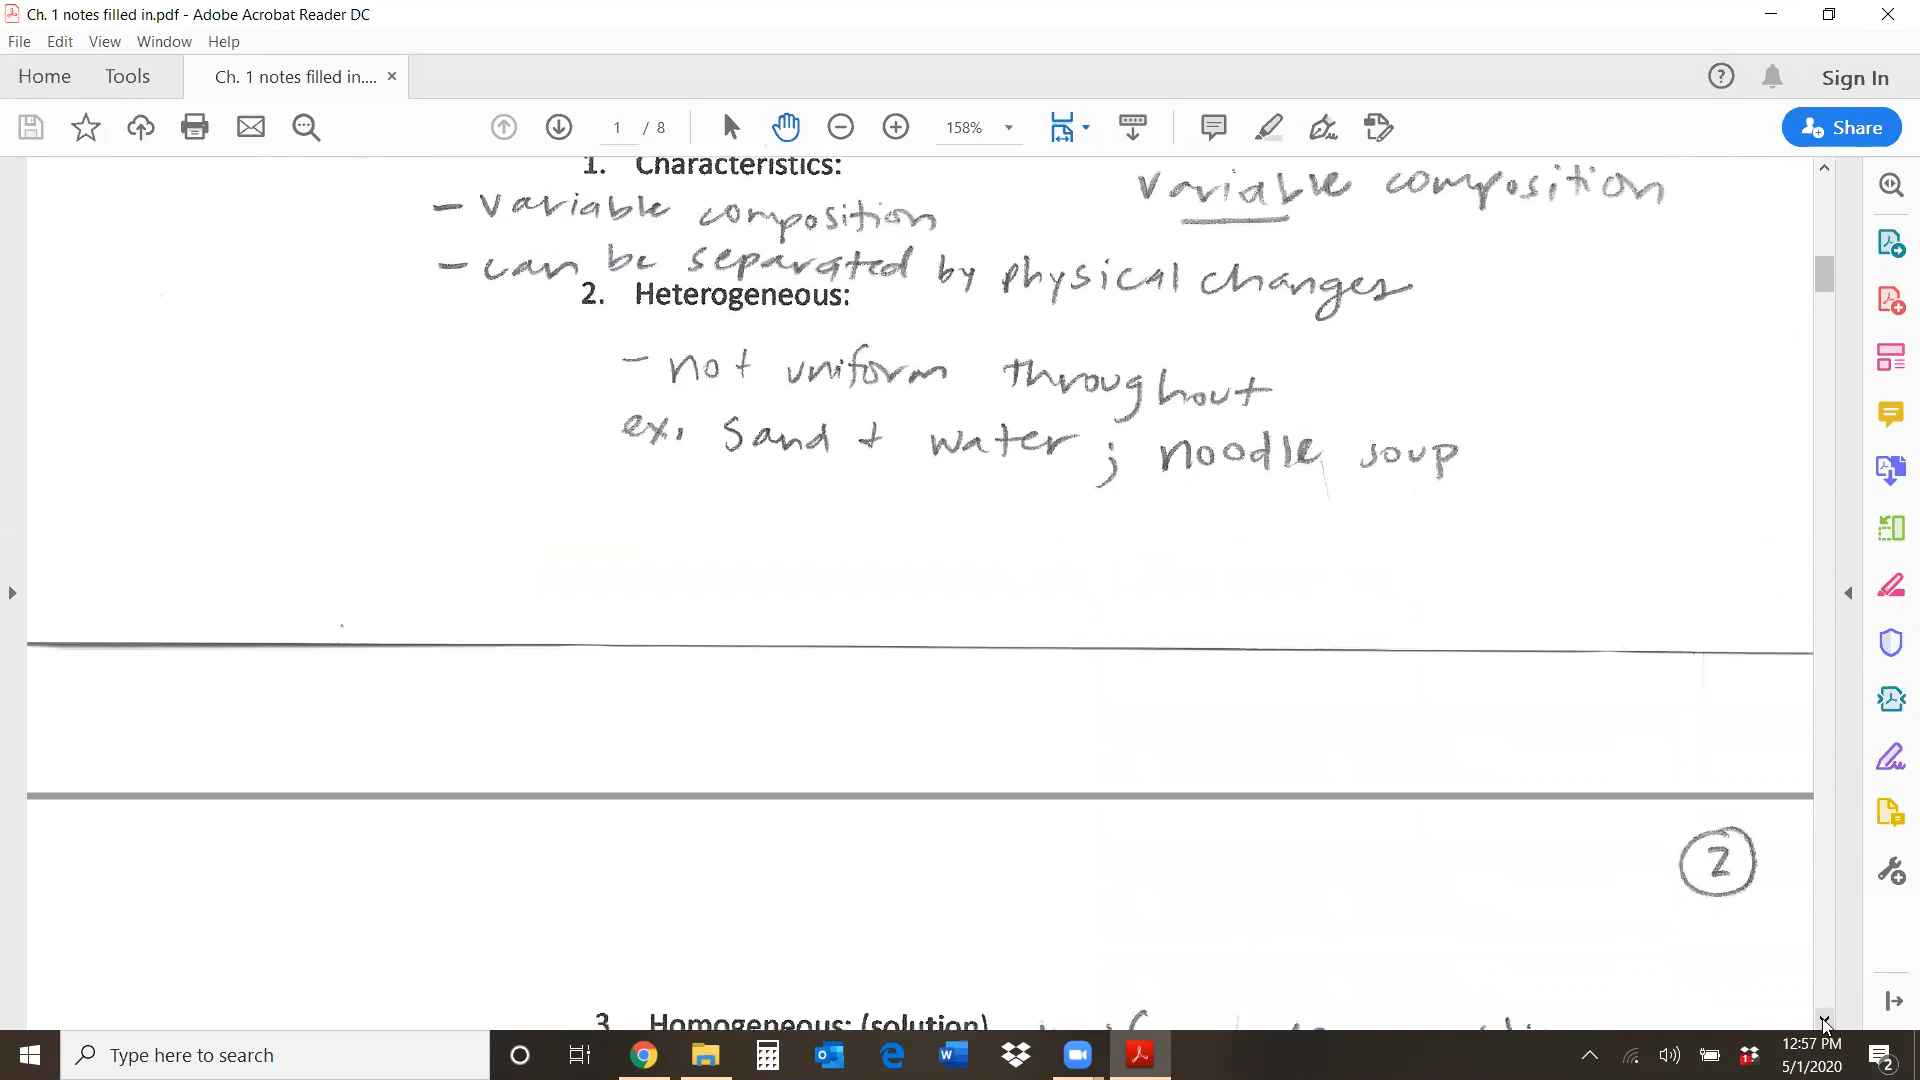 Ch. 1 notes filled in.pdf - Adobe Acrobat Reader DC
File Edit View Window Help
Home Tools Ch. 1 notes filled in.... × Sign In
1 / 8 158% Share
1. Characteristics:
variable composition
- variable composition
- can be separated by physical changes
2. Heterogeneous:
- not uniform throughout
ex. sand + water ; noodle soup
2
3. Homogeneous: (solution)
Type here to search
12:57 PM
5/1/2020
2